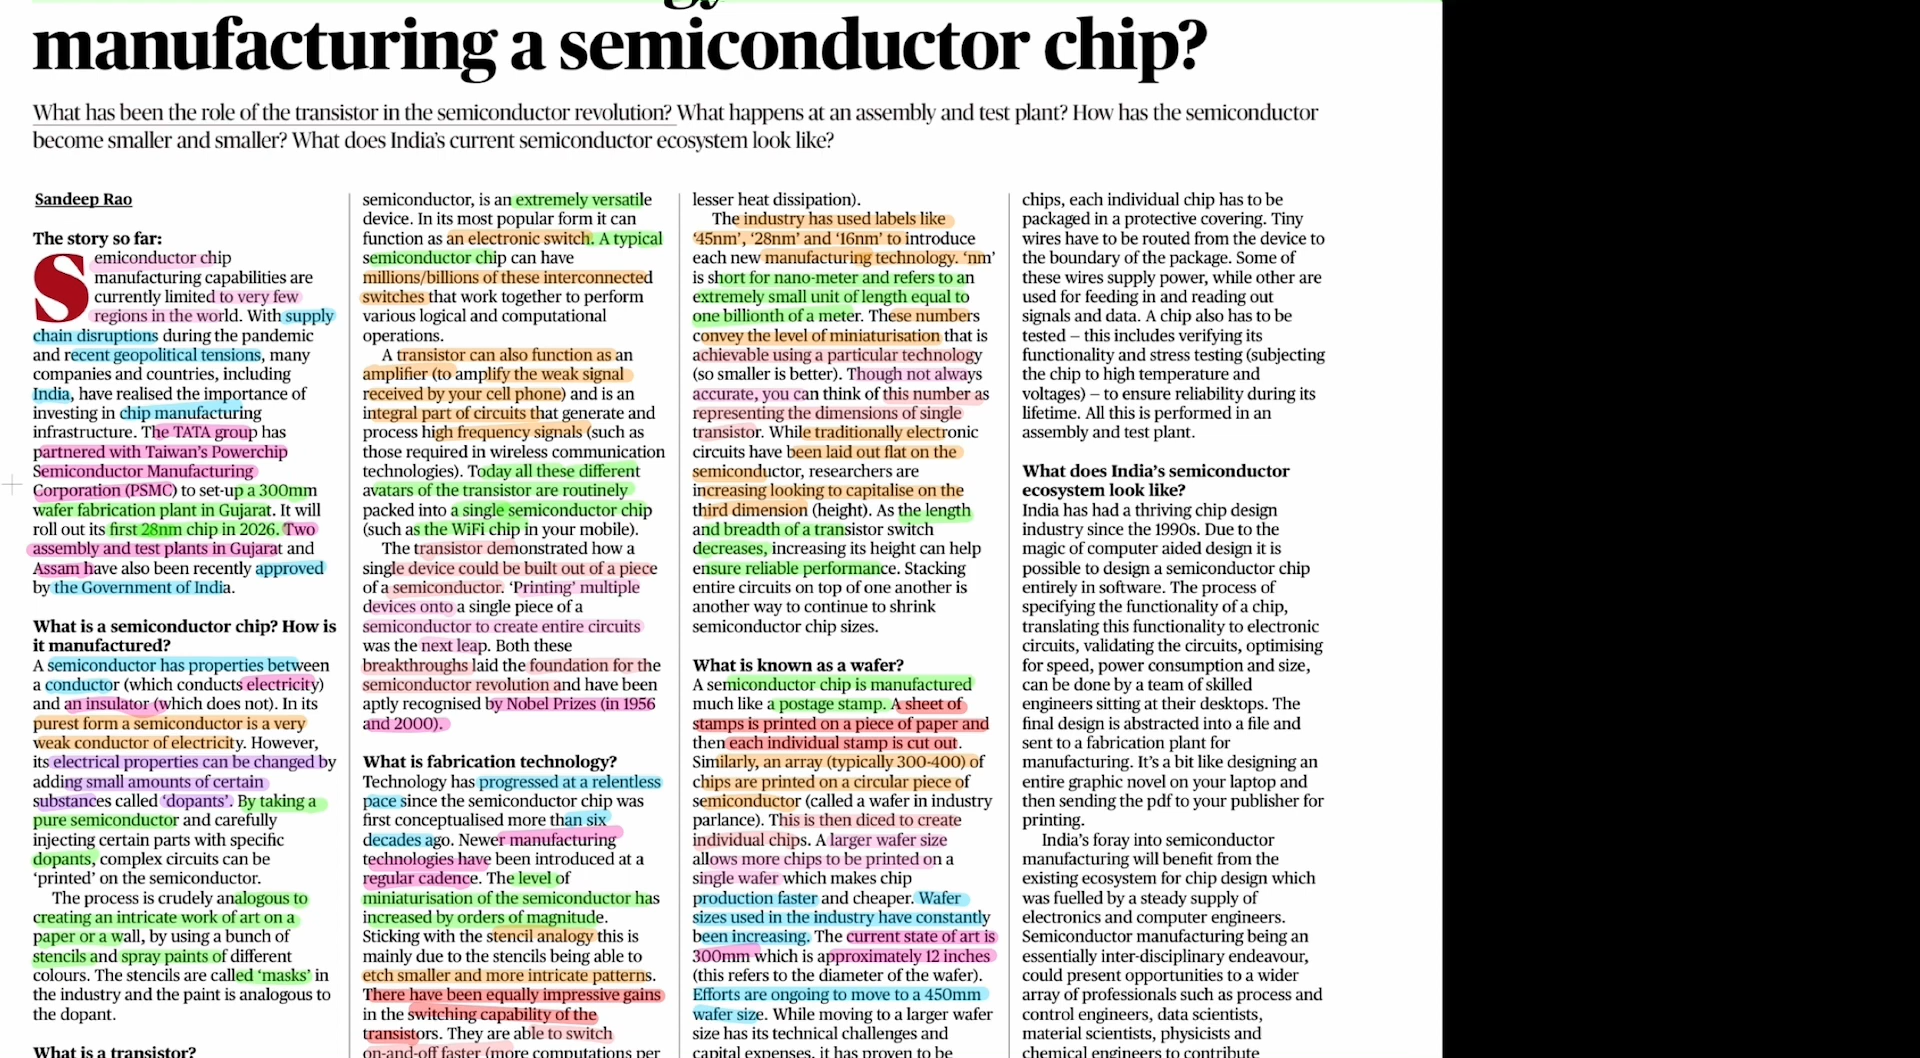 manufacturing a semiconductor chip?
What has been the role of the transistor in the semiconductor revolution? What happens at an assembly and test plant? How has the semiconductor
become smaller and smaller? What does India's current semiconductor ecosystem look like?
Sandeep Rao
The story so far:
Semiconductor chip
manufacturing capabilities are
currently limited to very few
regions in the world. With supply
chain disruptions during the pandemic
and recent geopolitical tensions, many
companies and countries, including
India, have realised the importance of
investing in chip manufacturing
infrastructure. The TATA group has
partnered with Taiwan's Powerchip
Semiconductor Manufacturing
Corporation (PSMC) to set-up a 300mm
wafer fabrication plant in Gujarat. It will
roll out its first 28nm chip in 2026. Two
assembly and test plants in Gujarat and
Assam have also been recently approved
by the Government of India.
What is a semiconductor chip? How is
it manufactured?
A semiconductor has properties between
a conductor (which conducts electricity)
and an insulator (which does not). In its
purest form a semiconductor is a very
weak conductor of electricity. However,
its electrical properties can be changed by
adding small amounts of certain
substances called 'dopants'. By taking a
pure semiconductor and carefully
injecting certain parts with specific
dopants, complex circuits can be
'printed' on the semiconductor.
The process is crudely analogous to
creating an intricate work of art on a
paper or a wall, by using a bunch of
stencils and spray paints of different
colours. The stencils are called 'masks' in
the industry and the paint is analogous to
the dopant.
What is a transistor?
semiconductor, is an extremely versatile
device. In its most popular form it can
function as an electronic switch. A typical
semiconductor chip can have
millions/billions of these interconnected
switches that work together to perform
various logical and computational
operations.
A transistor can also function as an
amplifier (to amplify the weak signal
received by your cell phone) and is an
integral part of circuits that generate and
process high frequency signals (such as
those required in wireless communication
technologies). Today all these different
avatars of the transistor are routinely
packed into a single semiconductor chip
(such as the WiFi chip in your mobile).
The transistor demonstrated how a
single device could be built out of a piece
of a semiconductor. 'Printing' multiple
devices onto a single piece of a
semiconductor to create entire circuits
was the next leap. Both these
breakthroughs laid the foundation for the
semiconductor revolution and have been
aptly recognised by Nobel Prizes (in 1956
and 2000).
What is fabrication technology?
Technology has progressed at a relentless
pace since the semiconductor chip was
first conceptualised more than six
decades ago. Newer manufacturing
technologies have been introduced at a
regular cadence. The level of
miniaturisation of the semiconductor has
increased by orders of magnitude.
Sticking with the stencil analogy this is
mainly due to the stencils being able to
etch smaller and more intricate patterns.
There have been equally impressive gains
in the switching capability of the
transistors. They are able to switch
on-and-off faster (more computations per
lesser heat dissipation).
The industry has used labels like
'45nm', '28nm' and '16nm' to introduce
each new manufacturing technology. 'nm'
is short for nano-meter and refers to an
extremely small unit of length equal to
one billionth of a meter. These numbers
convey the level of miniaturisation that is
achievable using a particular technology
(so smaller is better). Though not always
accurate, you can think of this number as
representing the dimensions of single
transistor. While traditionally electronic
circuits have been laid out flat on the
semiconductor, researchers are
increasing looking to capitalise on the
third dimension (height). As the length
and breadth of a transistor switch
decreases, increasing its height can help
ensure reliable performance. Stacking
entire circuits on top of one another is
another way to continue to shrink
semiconductor chip sizes.
What is known as a wafer?
A semiconductor chip is manufactured
much like a postage stamp. A sheet of
stamps is printed on a piece of paper and
then each individual stamp is cut out.
Similarly, an array (typically 300-400) of
chips are printed on a circular piece of
semiconductor (called a wafer in industry
parlance). This is then diced to create
individual chips. A larger wafer size
allows more chips to be printed on a
single wafer which makes chip
production faster and cheaper. Wafer
sizes used in the industry have constantly
been increasing. The current state of art is
300mm which is approximately 12 inches
(this refers to the diameter of the wafer).
Efforts are ongoing to move to a 450mm
wafer size. While moving to a larger wafer
size has its technical challenges and
capital expenses, it has proven to be
chips, each individual chip has to be
packaged in a protective covering. Tiny
wires have to be routed from the device to
the boundary of the package. Some of
these wires supply power, while other are
used for feeding in and reading out
signals and data. A chip also has to be
tested – this includes verifying its
functionality and stress testing (subjecting
the chip to high temperature and
voltages) – to ensure reliability during its
lifetime. All this is performed in an
assembly and test plant.
What does India's semiconductor
ecosystem look like?
India has had a thriving chip design
industry since the 1990s. Due to the
magic of computer aided design it is
possible to design a semiconductor chip
entirely in software. The process of
specifying the functionality of a chip,
translating this functionality to electronic
circuits, validating the circuits, optimising
for speed, power consumption and size,
can be done by a team of skilled
engineers sitting at their desktops. The
final design is abstracted into a file and
sent to a fabrication plant for
manufacturing. It's a bit like designing an
entire graphic novel on your laptop and
then sending the pdf to your publisher for
printing.
India's foray into semiconductor
manufacturing will benefit from the
existing ecosystem for chip design which
was fuelled by a steady supply of
electronics and computer engineers.
Semiconductor manufacturing being an
essentially inter-disciplinary endeavour,
could present opportunities to a wider
array of professionals such as process and
control engineers, data scientists,
material scientists, physicists and
chemical engineers to contribute